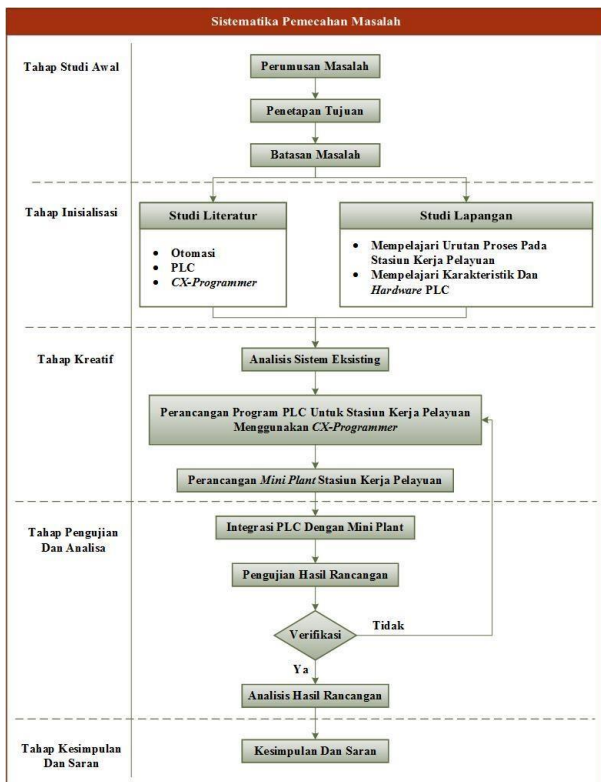 Sistematika Pemecahan Masalah
Tahap Studi Awal
Perumusan Masalah
Penetapan Tujuan
Batasan Masalah
Tahap Inisialisasi
Studi Literatur
• Otomasi
• PLC
• CX-Programmer
Studi Lapangan
• Mempelajari Urutan Proses Pada
Stasiun Kerja Pelayuan
• Mempelajari Karakteristik Dan
Hardware PLC
Tahap Kreatif
Analisis Sistem Eksisting
Perancangan Program PLC Untuk Stasiun Kerja Pelayuan
Menggunakan CX-Programmer
Perancangan Mini Plant Stasiun Kerja Pelayuan
Tahap Pengujian
Dan Analisa
Integrasi PLC Dengan Mini Plant
Pengujian Hasil Rancangan
Verifikasi
Tidak
Ya
Analisis Hasil Rancangan
Tahap Kesimpulan
Dan Saran
Kesimpulan Dan Saran